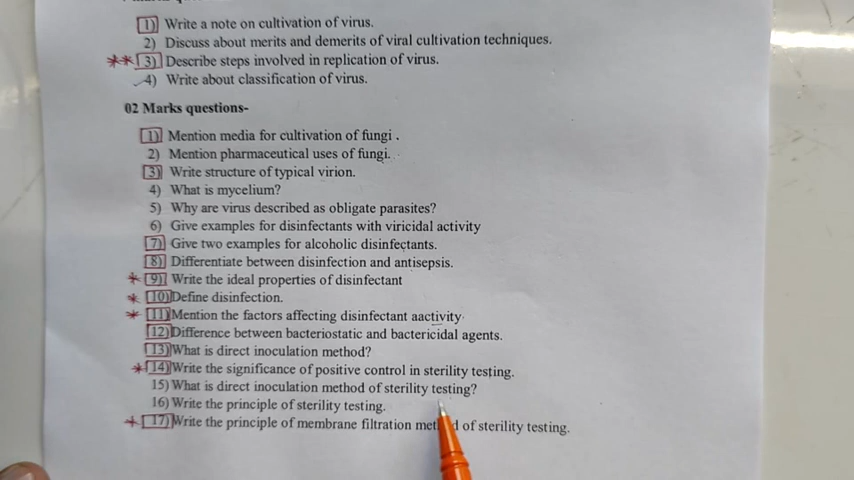 1) Write a note on cultivation of virus.
2) Discuss about merits and demerits of viral cultivation techniques.
**3) Describe steps involved in replication of virus.
4) Write about classification of virus.
02 Marks questions-
1) Mention media for cultivation of fungi .
2) Mention pharmaceutical uses of fungi.
3) Write structure of typical virion.
4) What is mycelium?
5) Why are virus described as obligate parasites?
6) Give examples for disinfectants with viricidal activity
7) Give two examples for alcoholic disinfectants.
8) Differentiate between disinfection and antisepsis.
* 9) Write the ideal properties of disinfectant
* 10) Define disinfection.
* 11) Mention the factors affecting disinfectant aactivity
12) Difference between bacteriostatic and bactericidal agents.
13) What is direct inoculation method?
* 14) Write the significance of positive control in sterility testing.
15) What is direct inoculation method of sterility testing?
16) Write the principle of sterility testing.
* 17) Write the principle of membrane filtration of sterility testing.